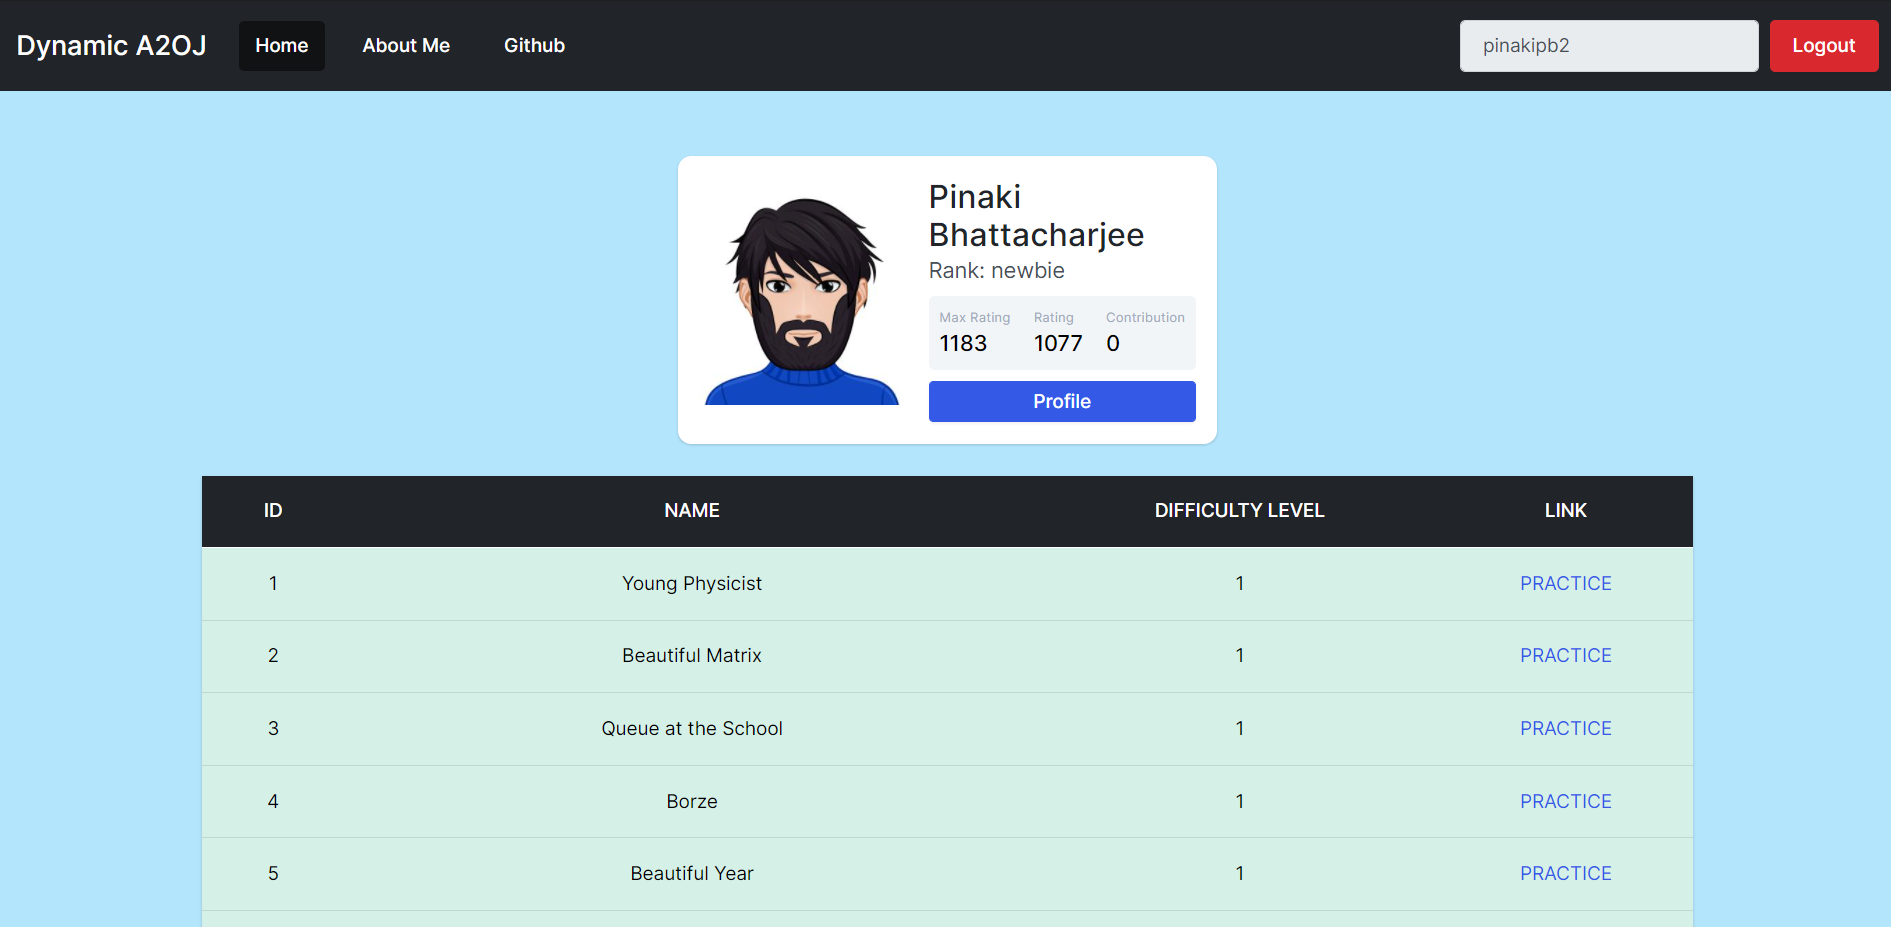 Dynamic A2OJ Home About Me Github pinakipb2 Logout
Pinaki
Bhattacharjee
Rank: newbie
Max Rating Rating Contribution
1183 1077 0
Profile
ID NAME DIFFICULTY LEVEL LINK
1 Young Physicist 1 PRACTICE
2 Beautiful Matrix 1 PRACTICE
3 Queue at the School 1 PRACTICE
4 Borze 1 PRACTICE
5 Beautiful Year 1 PRACTICE